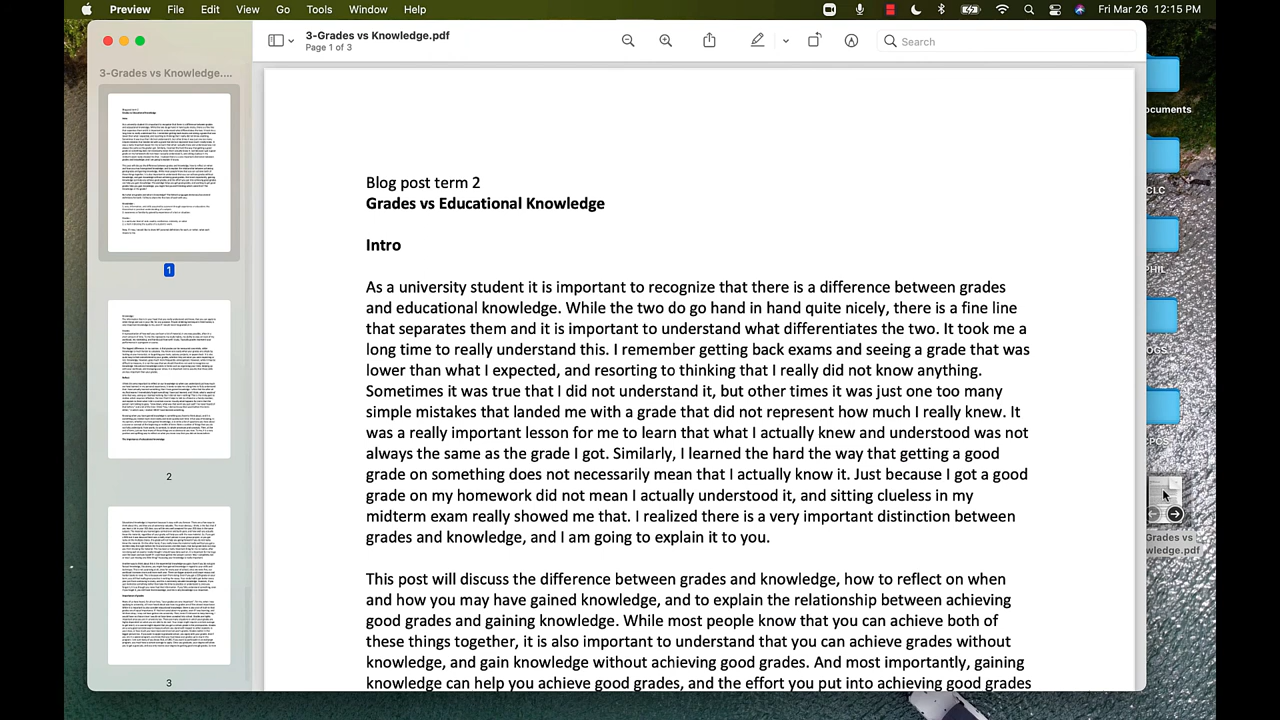 Preview File Edit View Go Tools Window Help Fri Mar 26 12:15 PM
3-Grades vs Knowledge.pdf
Page 1 of 3
Search
3-Grades vs Knowledge....
1
2
3
Blog post term 2
Grades vs Educational Knowledge
Intro
As a university student it is important to recognize that there is a difference between grades
and educational knowledge. While the two do go hand in hand quite nicely, there is a fine line
that separates them and it is important to understand what differentiates the two. It took me a
long time to really understand this. I remember getting back exams, seeing a grade that was
lower than what I expected, and resorting to thinking that I really did not know anything.
Sometimes it was true that I did not understand it, but other times it was just me too many
simple mistakes that landed me with a grade that did not represent how much I really knew. It
was a really important lesson for me to learn that what I actually knew and understood was not
always the same as the grade I got. Similarly, I learned the hard the way that getting a good
grade on something does not necessarily mean that I actually know it. Just because I got a good
grade on my homework did not mean I actually understood it, and sitting clueless in my
midterm exam really showed me that. I realized there is a very important distinction between
grades and knowledge, and I am going to explain it to you.
This post will discuss the difference between grades and knowledge, how to reflect on when
and how you may have gained knowledge, and to explain the relationship between achieving
good grades and gaining knowledge. While most people know that you can achieve both of
these things together, it is also important to understand that you can achieve grades without
knowledge, and gain knowledge without achieving good grades. And most importantly, gaining
knowledge can help you achieve good grades, and the effort you put into achieving good grades
ocuments
CLC
PHIL
Grades vs
wledge.pdf